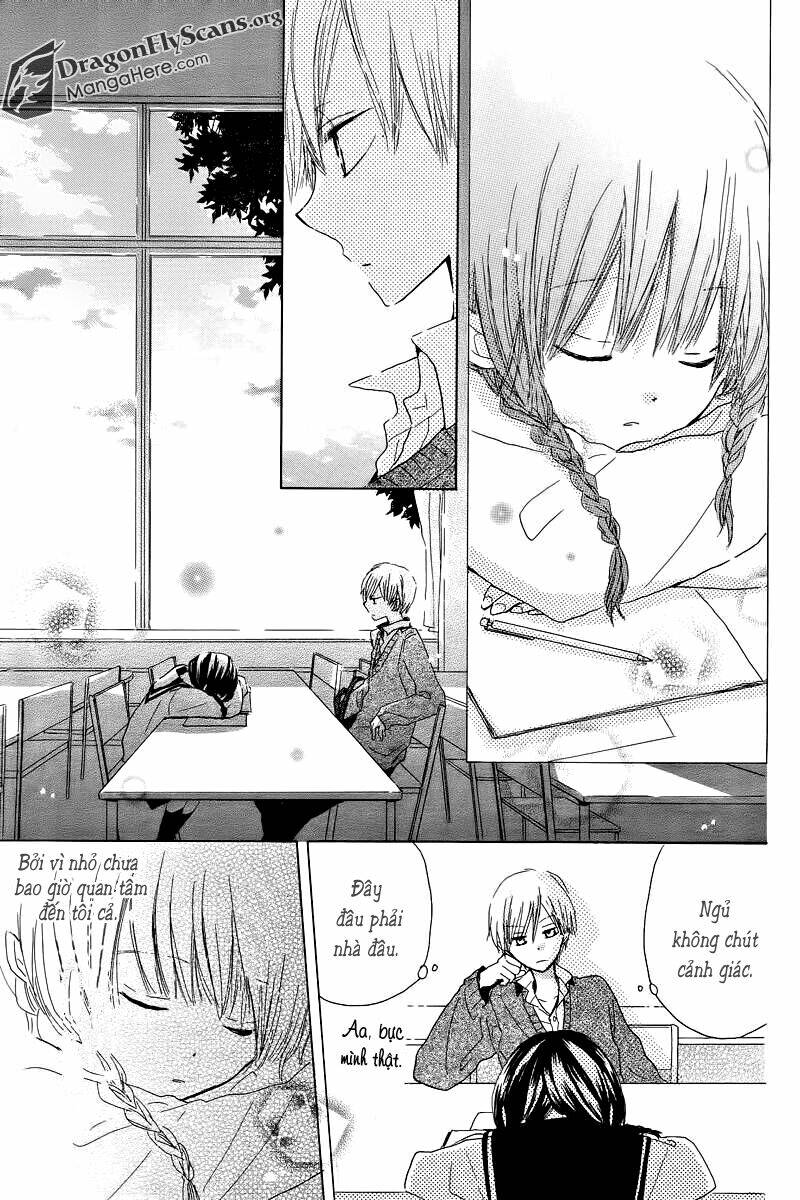 DragonFlyScans.org
MangaHere.com
Ngủ
không chút
cảnh giác.
Đây
đâu phải
nhà đâu.
Aa, bực
mình thật.
Bởi vì nhỏ chưa
bao giờ quan tâm
đến tôi cả.